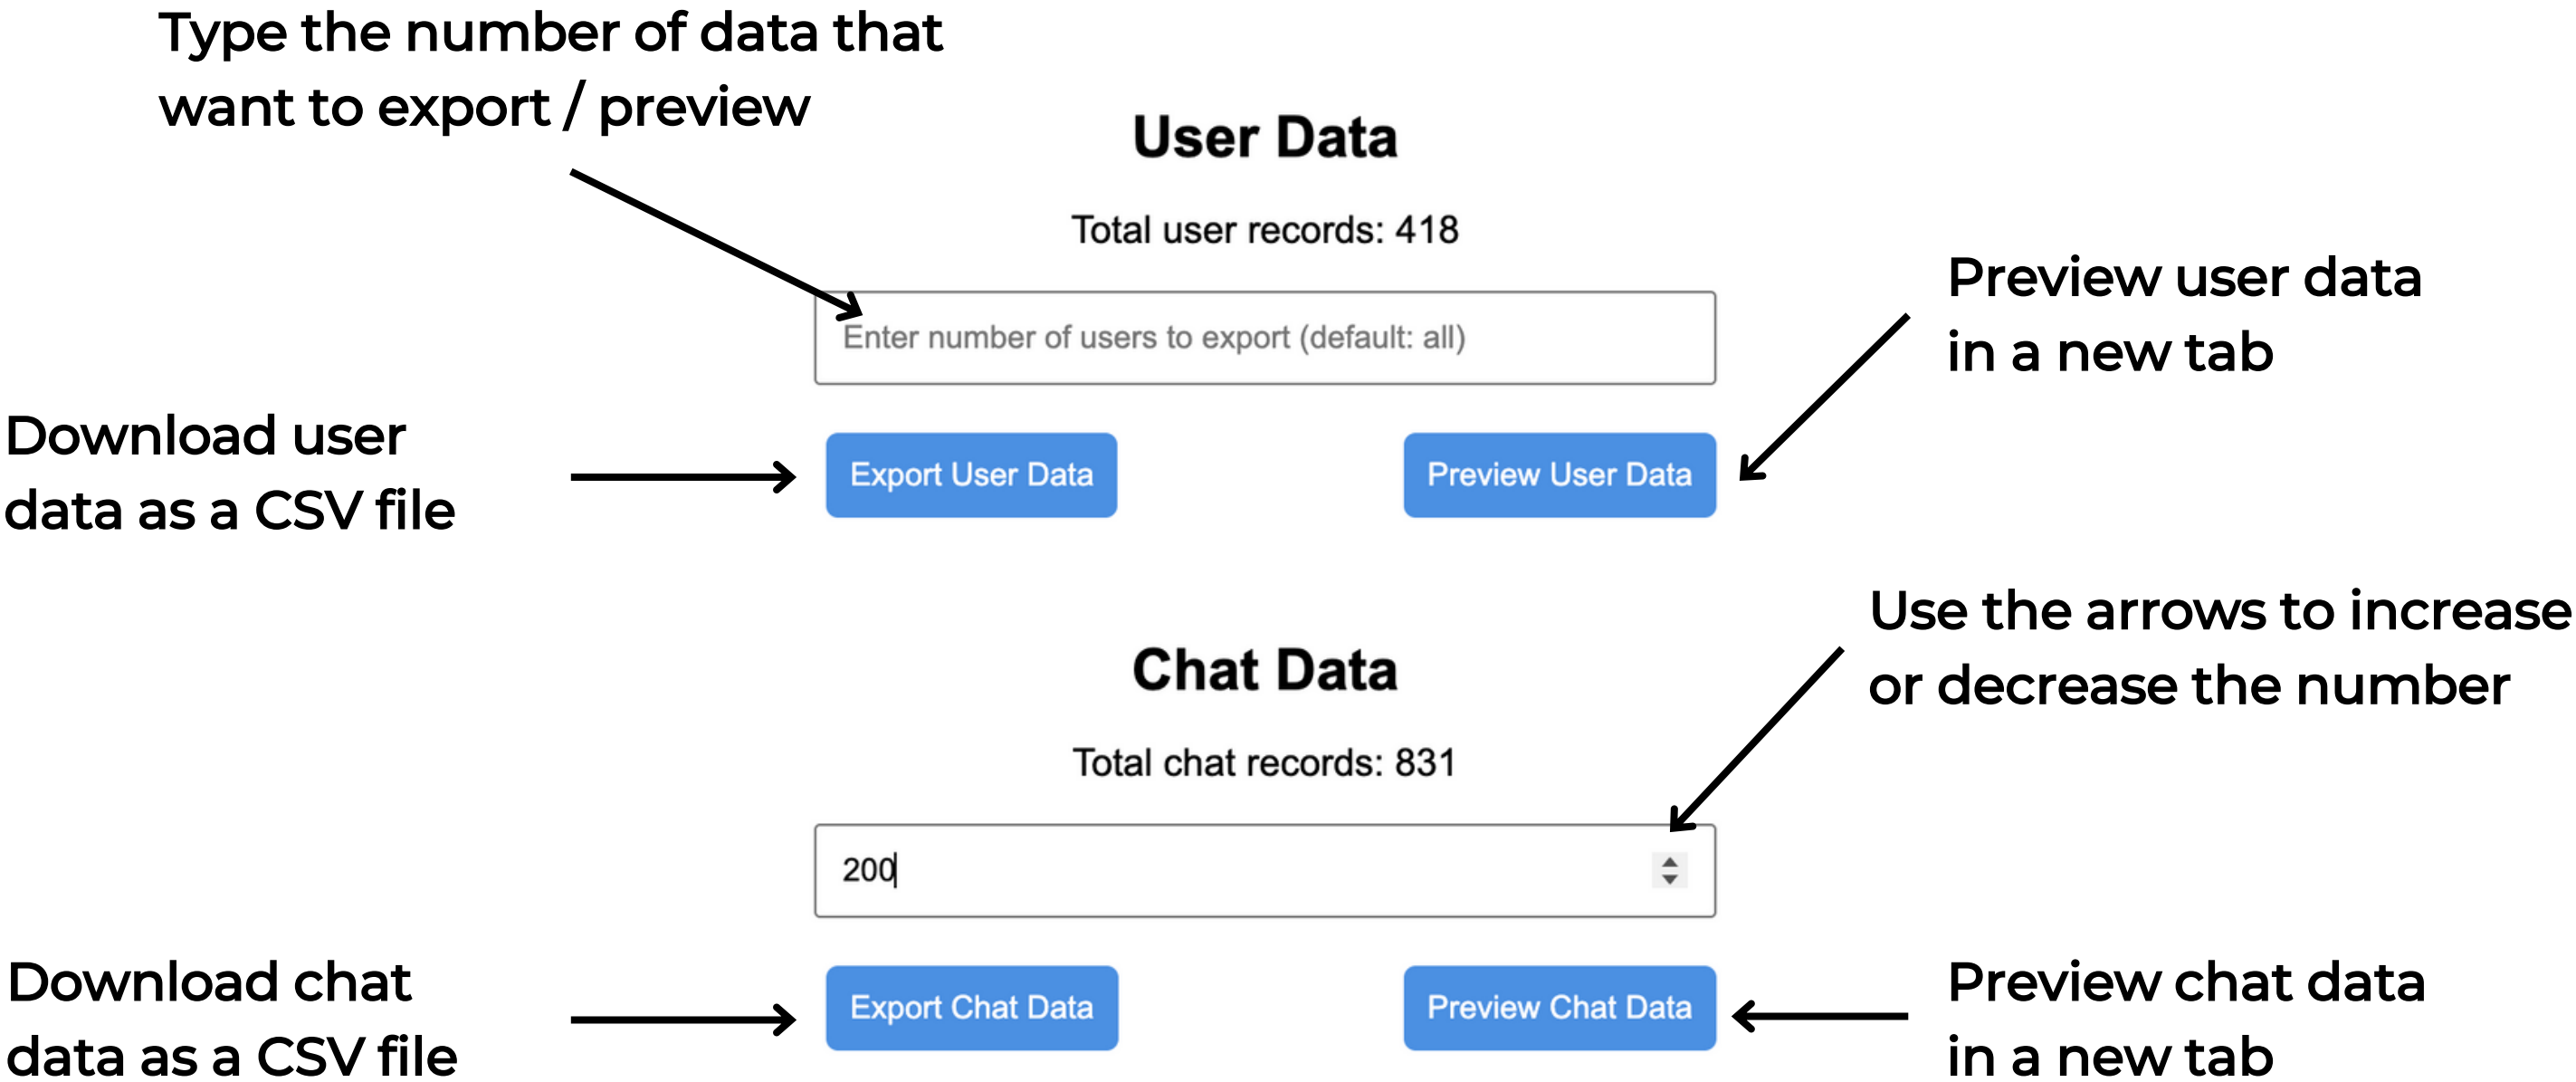 Type the number of data that
want to export / preview
User Data
Total user records: 418
Enter number of users to export (default: all)
Preview user data
in a new tab
Download user
data as a CSV file
Export User Data
Preview User Data
Use the arrows to increase
or decrease the number
Chat Data
Total chat records: 831
200
Download chat
data as a CSV file
Export Chat Data
Preview Chat Data
Preview chat data
in a new tab